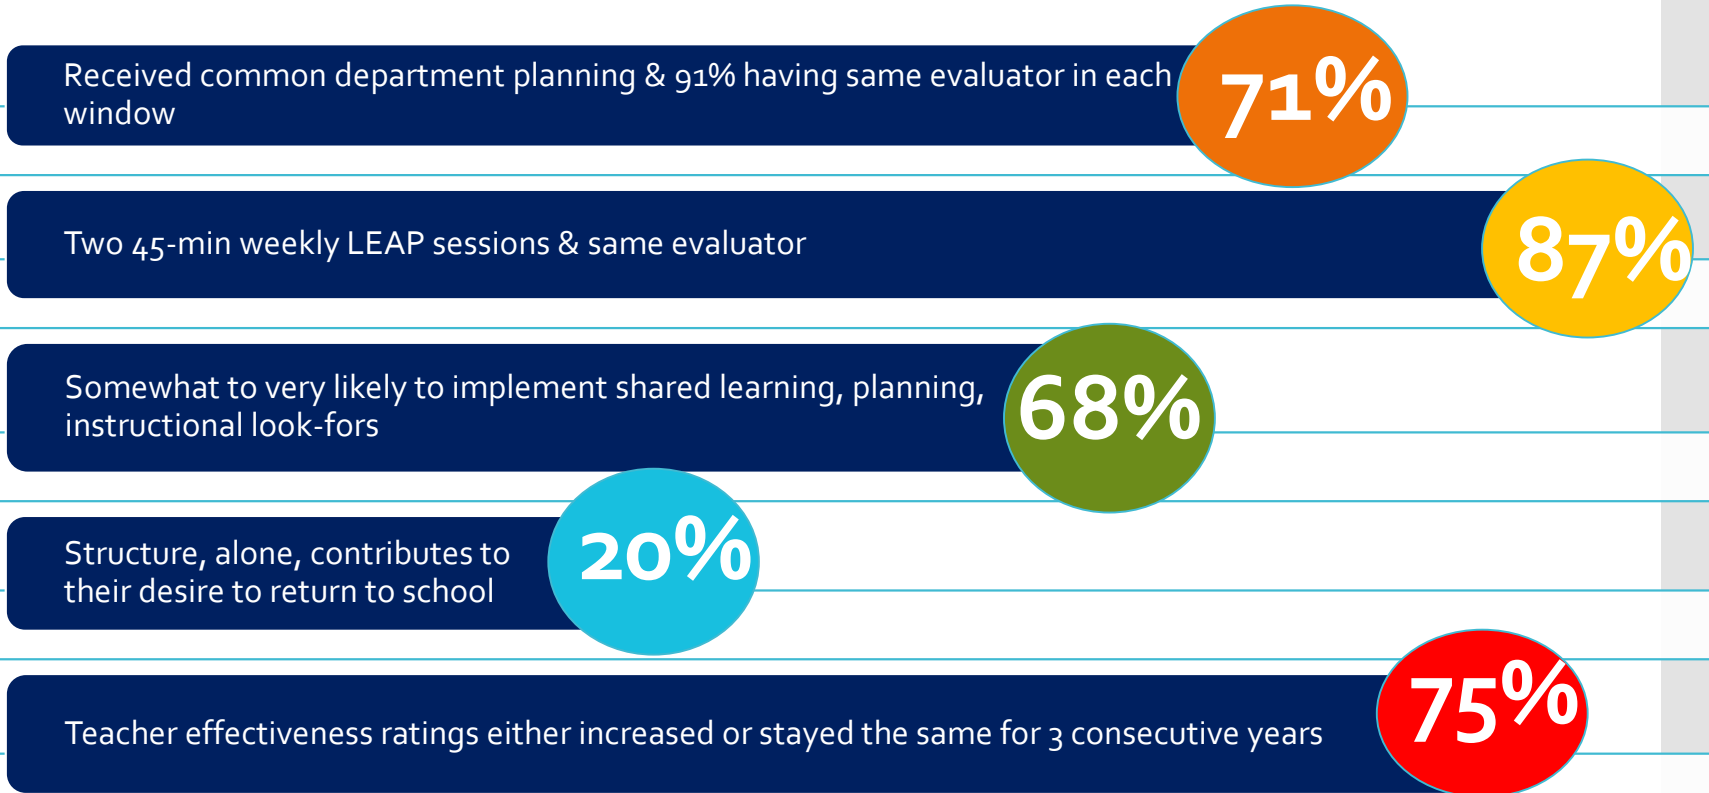 Received common department planning & 91% having same evaluator in each
window
71%
Two 45-min weekly LEAP sessions & same evaluator
87%
Somewhat to very likely to implement shared learning, planning,
instructional look-fors
68%
Structure, alone, contributes to
their desire to return to school
20%
Teacher effectiveness ratings either increased or stayed the same for 3 consecutive years
75%